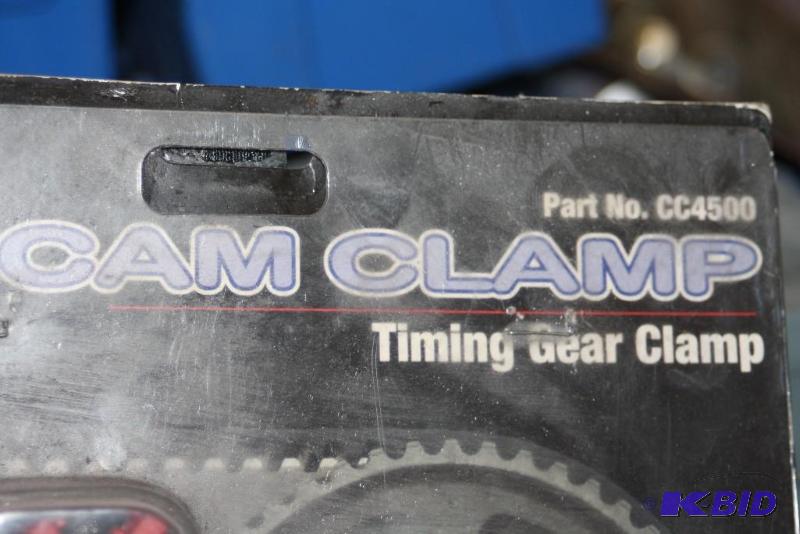 Part No. CC4500
CAM CLAMP
Timing Gear Clamp
K-BID